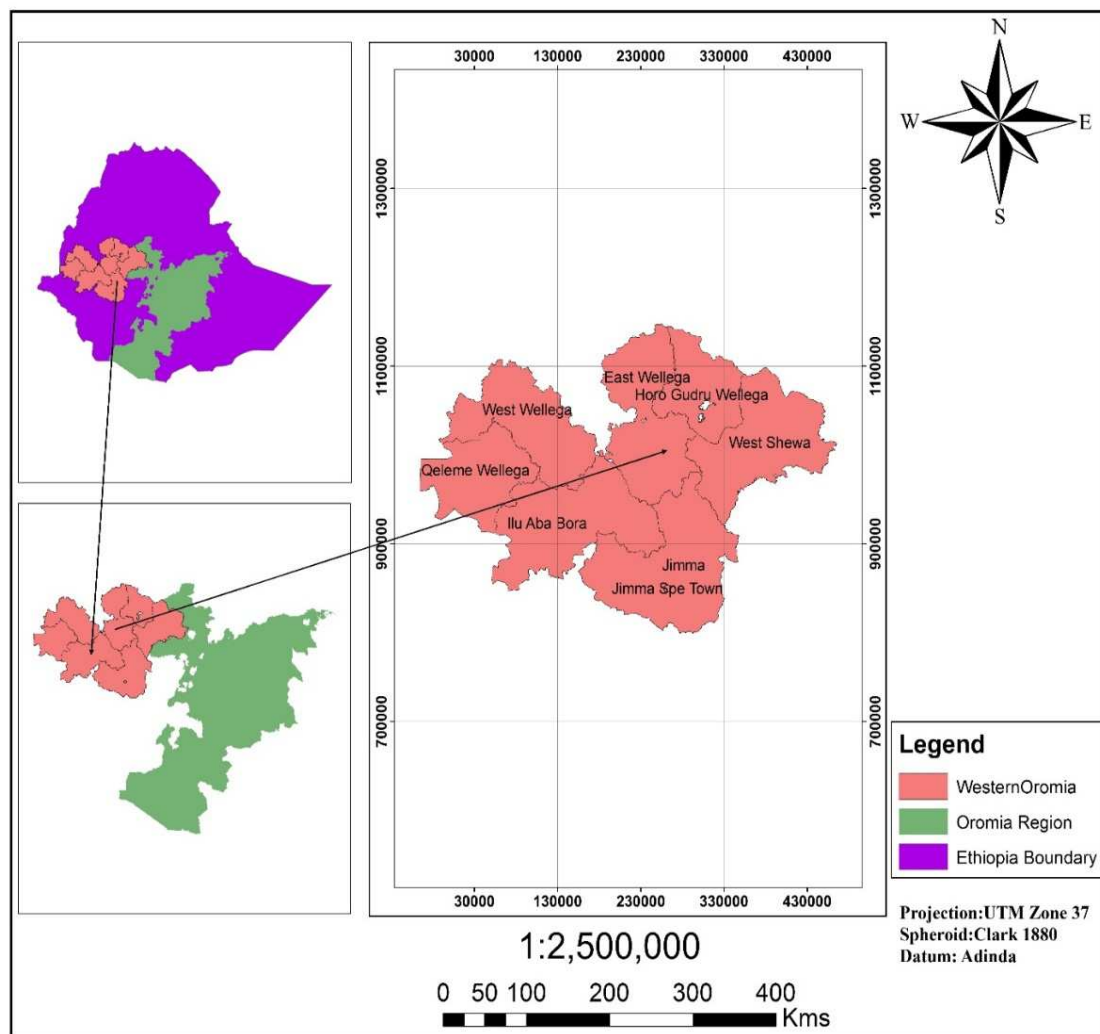 N
W E
S
30000 130000 230000 330000 430000
1300000 1300000
1100000 1100000
East Wellega
Horo Gudru Wellega
West Wellega
West Shewa
Qeleme Wellega
Ilu Aba Bora
900000 900000
Jimma
Jimma Spe Town
700000 700000
30000 130000 230000 330000 430000
Legend
WesternOromia
Oromia Region
Ethiopia Boundary
Projection:UTM Zone 37
Spheroid:Clark 1880
Datum: Adinda
1:2,500,000
0 50 100 200 300 400
Kms